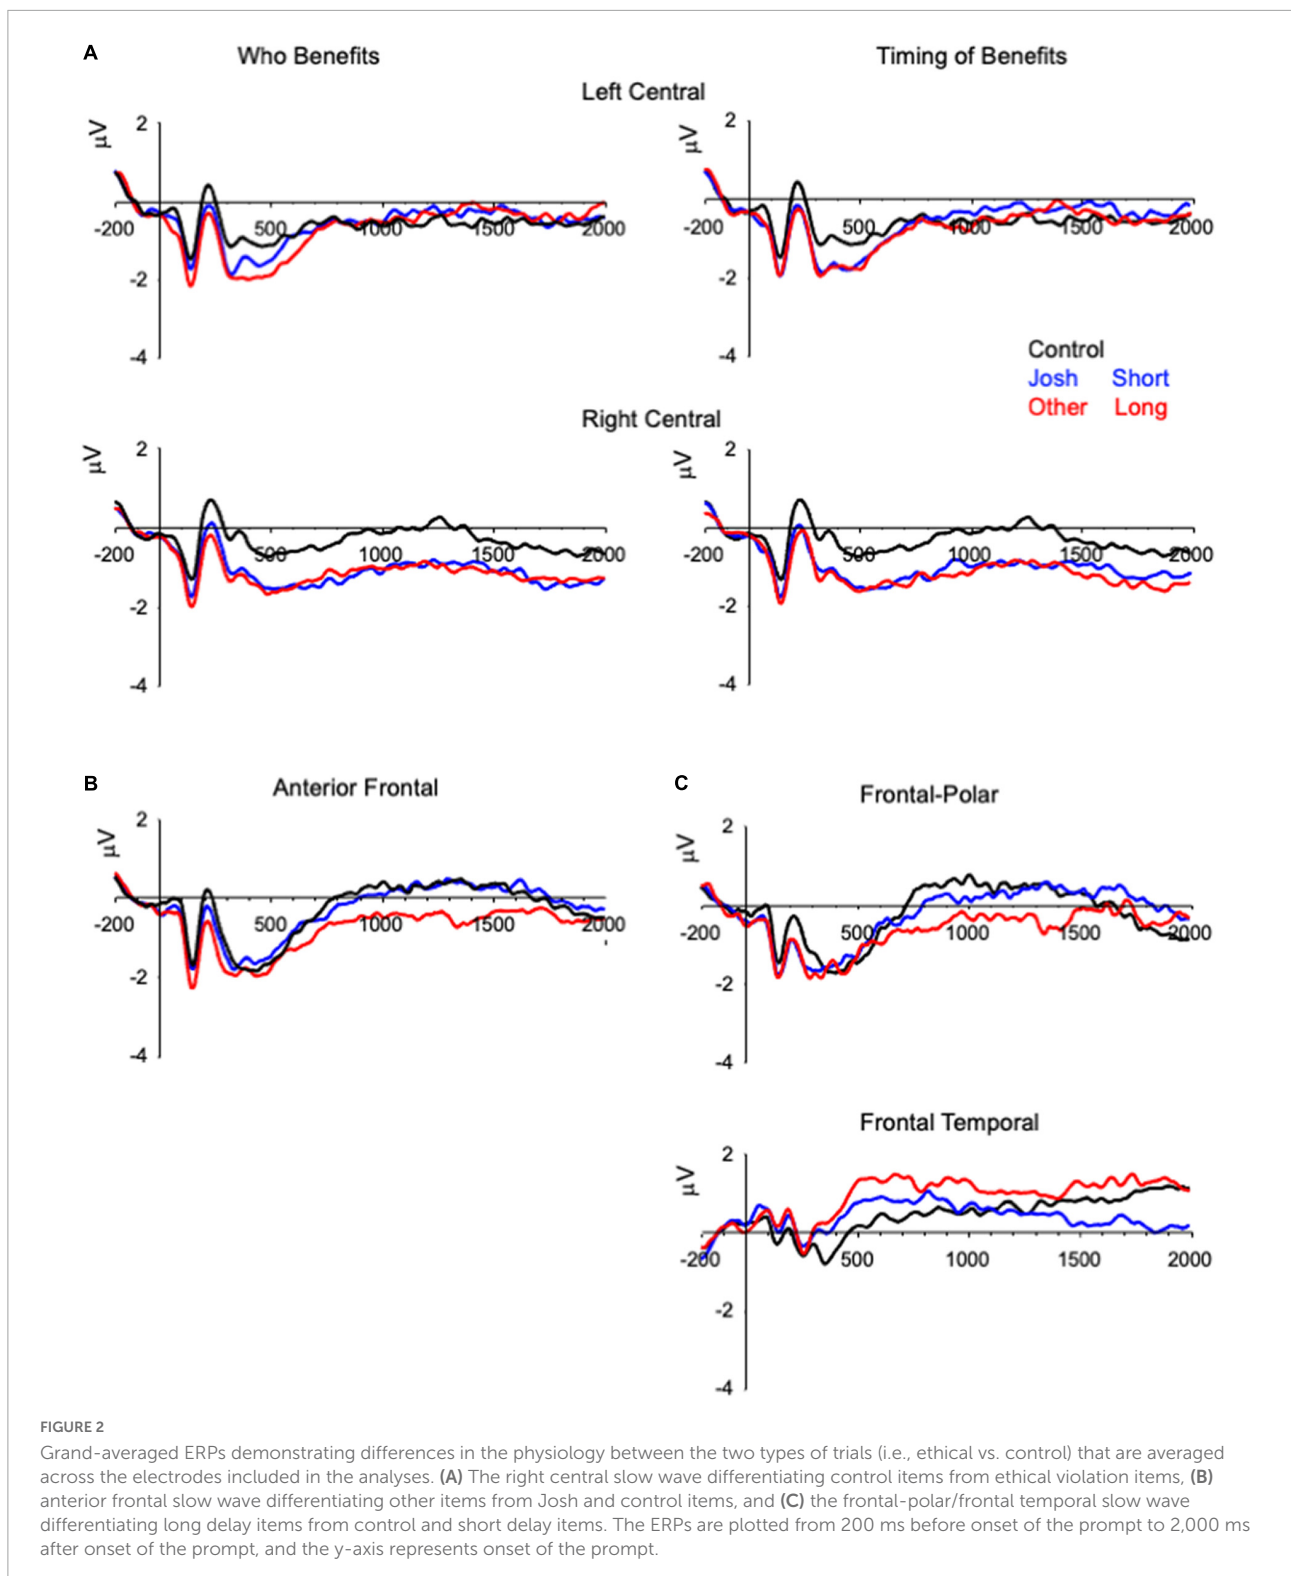 A
Who Benefits
Timing of Benefits
Left Central
µV
2
-200
500
1000
1500
2000
-2
-4
µV
2
-200
500
1000
1500
2000
-2
-4
Control
Josh Short
Other Long
Right Central
µV
2
-200
500
1000
1500
2000
-2
-4
µV
2
-200
500
1000
1500
2000
-2
-4
B
Anterior Frontal
µV
2
-200
500
1000
1500
2000
-2
-4
C
Frontal-Polar
µV
2
-200
500
1000
1500
2000
-2
-4
Frontal Temporal
µV
2
-200
500
1000
1500
2000
-2
-4
FIGURE 2
Grand-averaged ERPs demonstrating differences in the physiology between the two types of trials (i.e., ethical vs. control) that are averaged
across the electrodes included in the analyses. (A) The right central slow wave differentiating control items from ethical violation items, (B)
anterior frontal slow wave differentiating other items from Josh and control items, and (C) the frontal-polar/frontal temporal slow wave
differentiating long delay items from control and short delay items. The ERPs are plotted from 200 ms before onset of the prompt to 2,000 ms
after onset of the prompt, and the y-axis represents onset of the prompt.